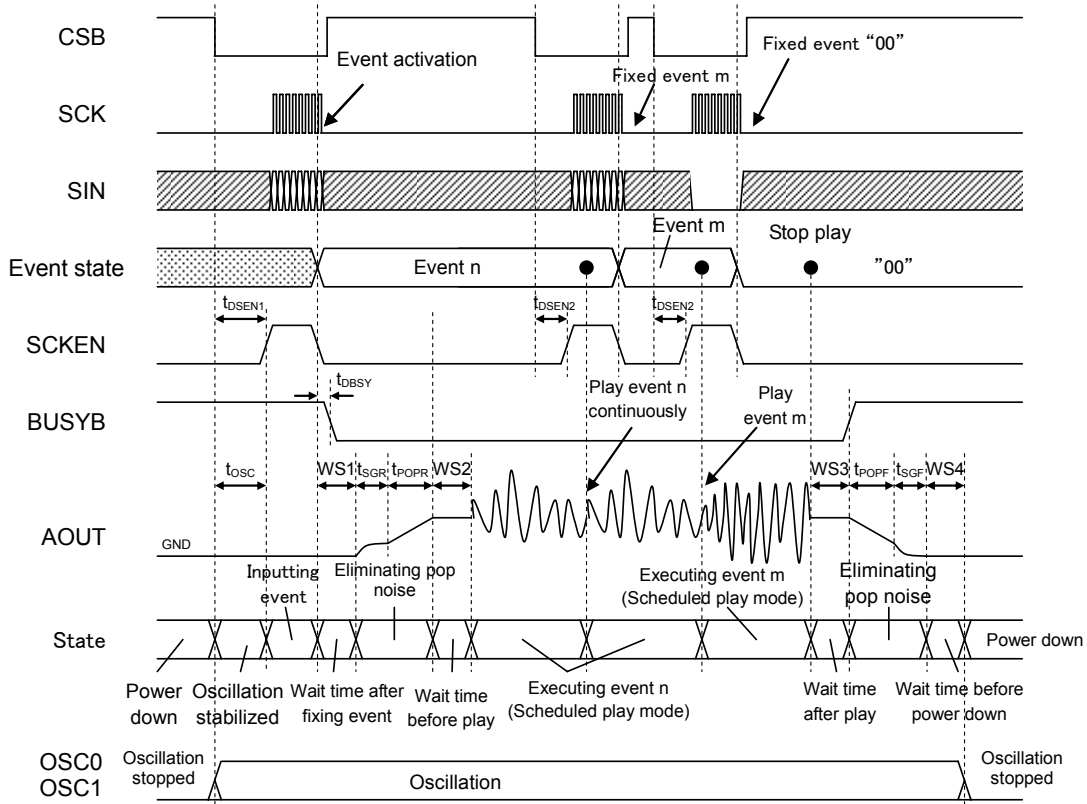 CSB
Event activation
Fixed event “00”
Fixed event m
SCK
SIN
Event m
Stop play
Event state
Event n
"00"
tDSEN1
tDSEN2
tDSEN2
SCKEN
tDBSY
Play event n
continuously
Play
event m
BUSYB
tOSC
WS1
tSGR
tPOPR
WS2
WS3
tPOPF
tSGF
WS4
AOUT
GND
Inputting
event
Eliminating pop
noise
Executing event m
(Scheduled play mode)
Eliminating
pop noise
State
Power down
Power
down
Oscillation
stabilized
Wait time after
fixing event
Wait time
before play
Executing event n
(Scheduled play mode)
Wait time
after play
Wait time before
power down
OSC0
OSC1
Oscillation
stopped
Oscillation
Oscillation
stopped